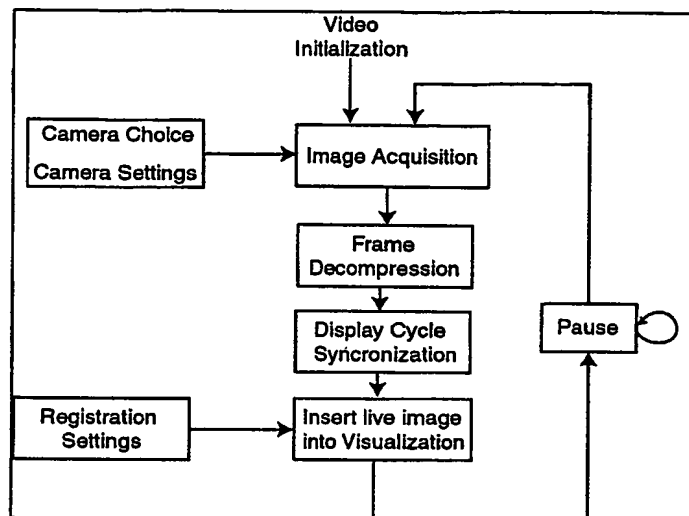 Video
Initialization
Camera Choice
Camera Settings
Image Acquisition
Frame
Decompression
Display Cycle
Syncronization
Pause
Registration
Settings
Insert live image
into Visualization